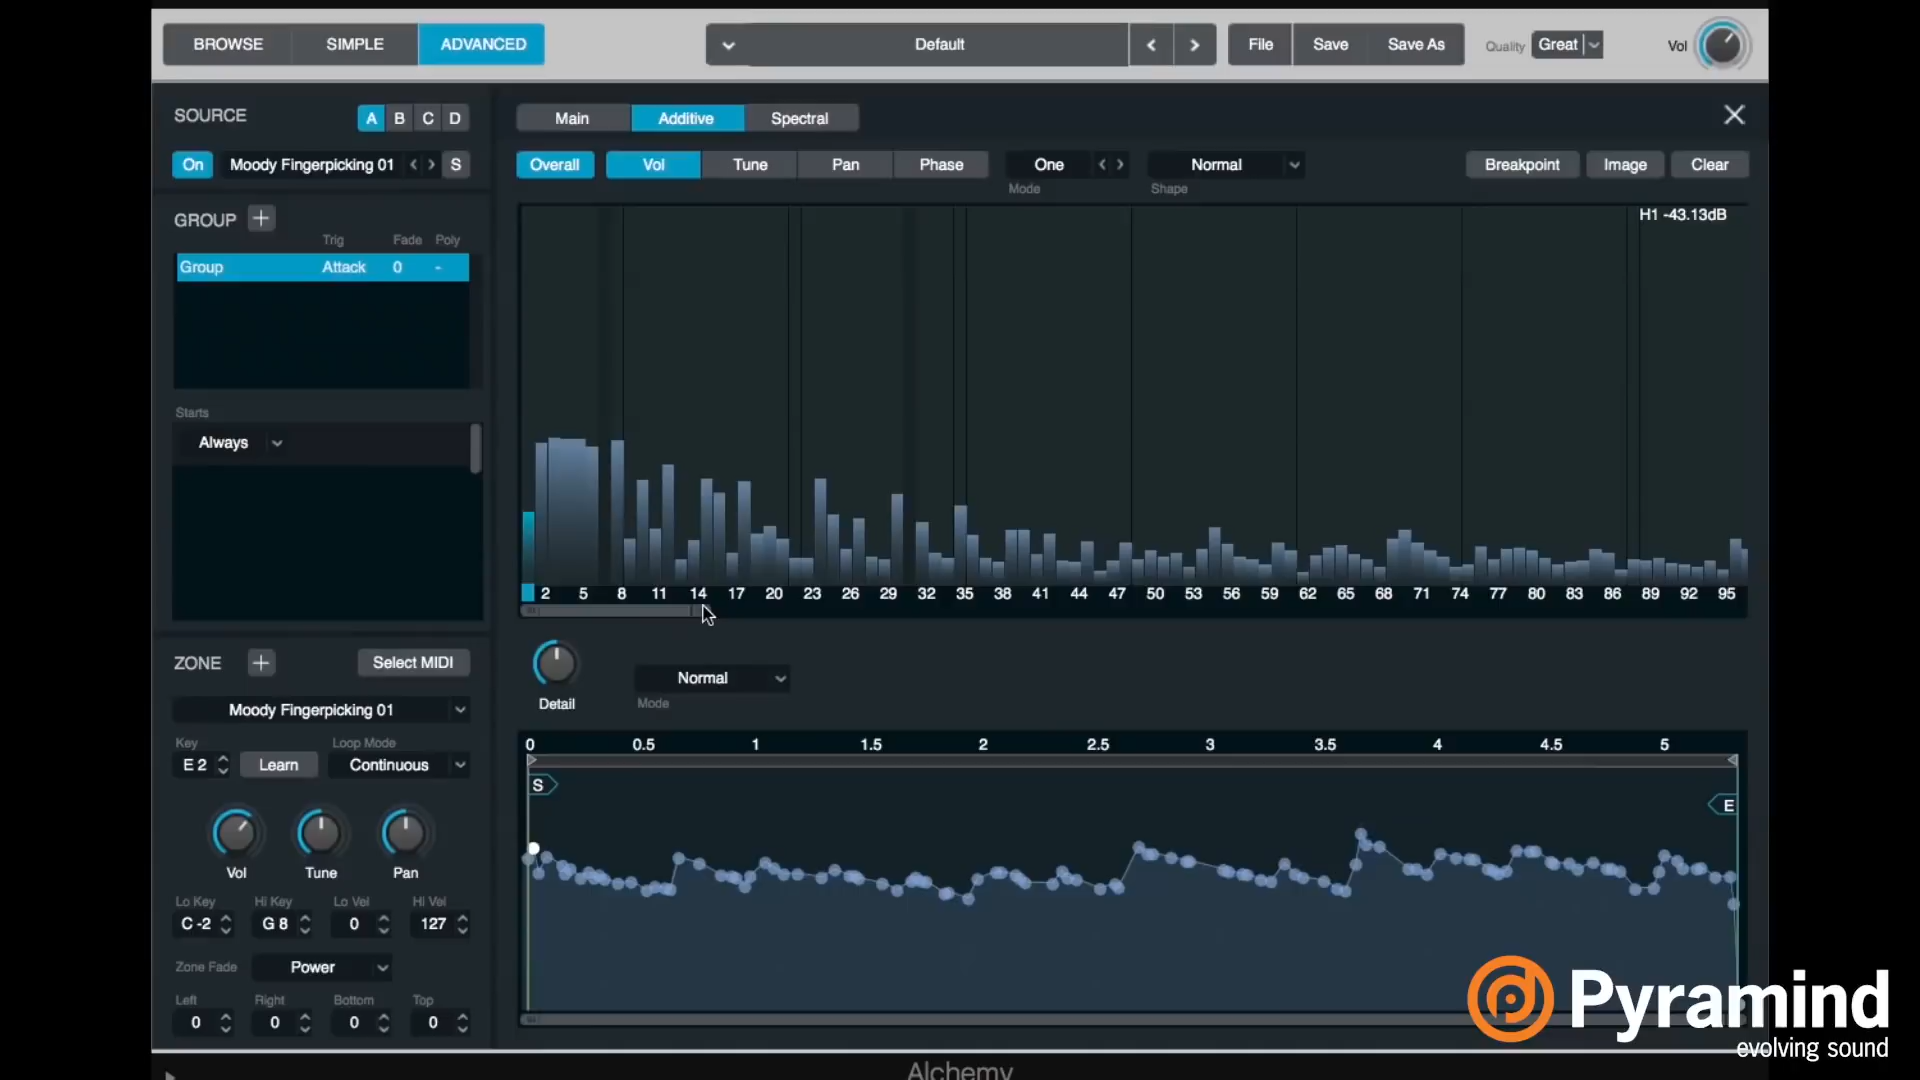 BROWSE SIMPLE ADVANCED Default File Save Save As Quality Great Vol
SOURCE A B C D
On Moody Fingerpicking 01 S
GROUP
Trig Fade Poly
Group Attack 0 -
Starts
Always
ZONE Select MIDI
Moody Fingerpicking 01
Key Loop Mode
E 2 Learn Continuous
Vol Tune Pan
Lo Key Hi Key Lo Vel Hi Vel
C -2 G 8 0 127
Zone Fade Power
Left Right Bottom Top
0 0 0 0
Main Additive Spectral
Overall Vol Tune Pan Phase One Normal Breakpoint Image Clear
Mode Shape
H1 -43.13dB
2 5 8 11 14 17 20 23 26 29 32 35 38 41 44 47 50 53 56 59 62 65 68 71 74 77 80 83 86 89 92 95
Detail
Normal
Mode
0 0.5 1 1.5 2 2.5 3 3.5 4 4.5 5
S
E
Pyramind
evolving sound
Alchemy